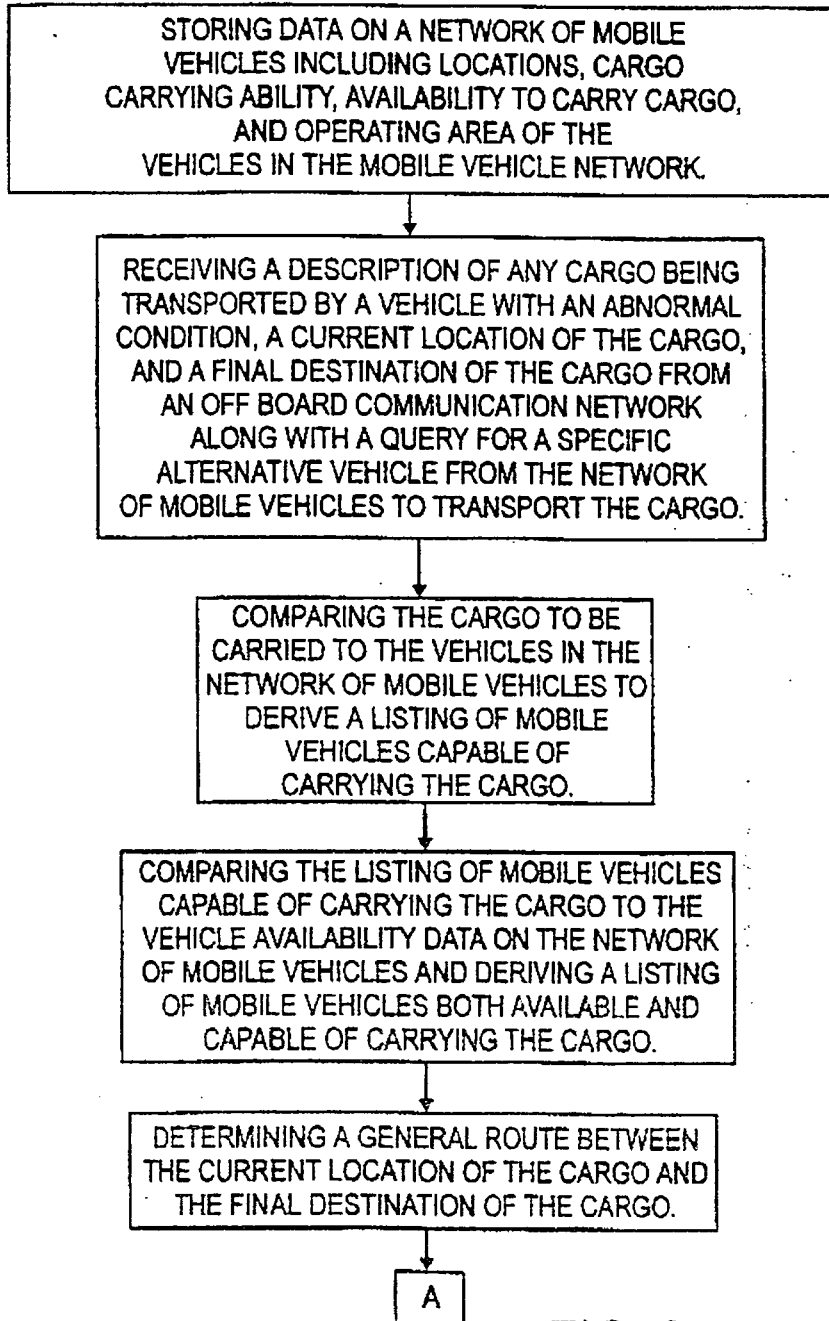 STORING DATA ON A NETWORK OF MOBILE
VEHICLES INCLUDING LOCATIONS, CARGO
CARRYING ABILITY, AVAILABILITY TO CARRY CARGO,
AND OPERATING AREA OF THE
VEHICLES IN THE MOBILE VEHICLE NETWORK.
RECEIVING A DESCRIPTION OF ANY CARGO BEING
TRANSPORTED BY A VEHICLE WITH AN ABNORMAL
CONDITION, A CURRENT LOCATION OF THE CARGO,
AND A FINAL DESTINATION OF THE CARGO FROM
AN OFF BOARD COMMUNICATION NETWORK
ALONG WITH A QUERY FOR A SPECIFIC
ALTERNATIVE VEHICLE FROM THE NETWORK
OF MOBILE VEHICLES TO TRANSPORT THE CARGO.
COMPARING THE CARGO TO BE
CARRIED TO THE VEHICLES IN THE
NETWORK OF MOBILE VEHICLES TO
DERIVE A LISTING OF MOBILE
VEHICLES CAPABLE OF
CARRYING THE CARGO.
COMPARING THE LISTING OF MOBILE VEHICLES
CAPABLE OF CARRYING THE CARGO TO THE
VEHICLE AVAILABILITY DATA ON THE NETWORK
OF MOBILE VEHICLES AND DERIVING A LISTING
OF MOBILE VEHICLES BOTH AVAILABLE AND
CAPABLE OF CARRYING THE CARGO.
DETERMINING A GENERAL ROUTE BETWEEN
THE CURRENT LOCATION OF THE CARGO AND
THE FINAL DESTINATION OF THE CARGO.
A